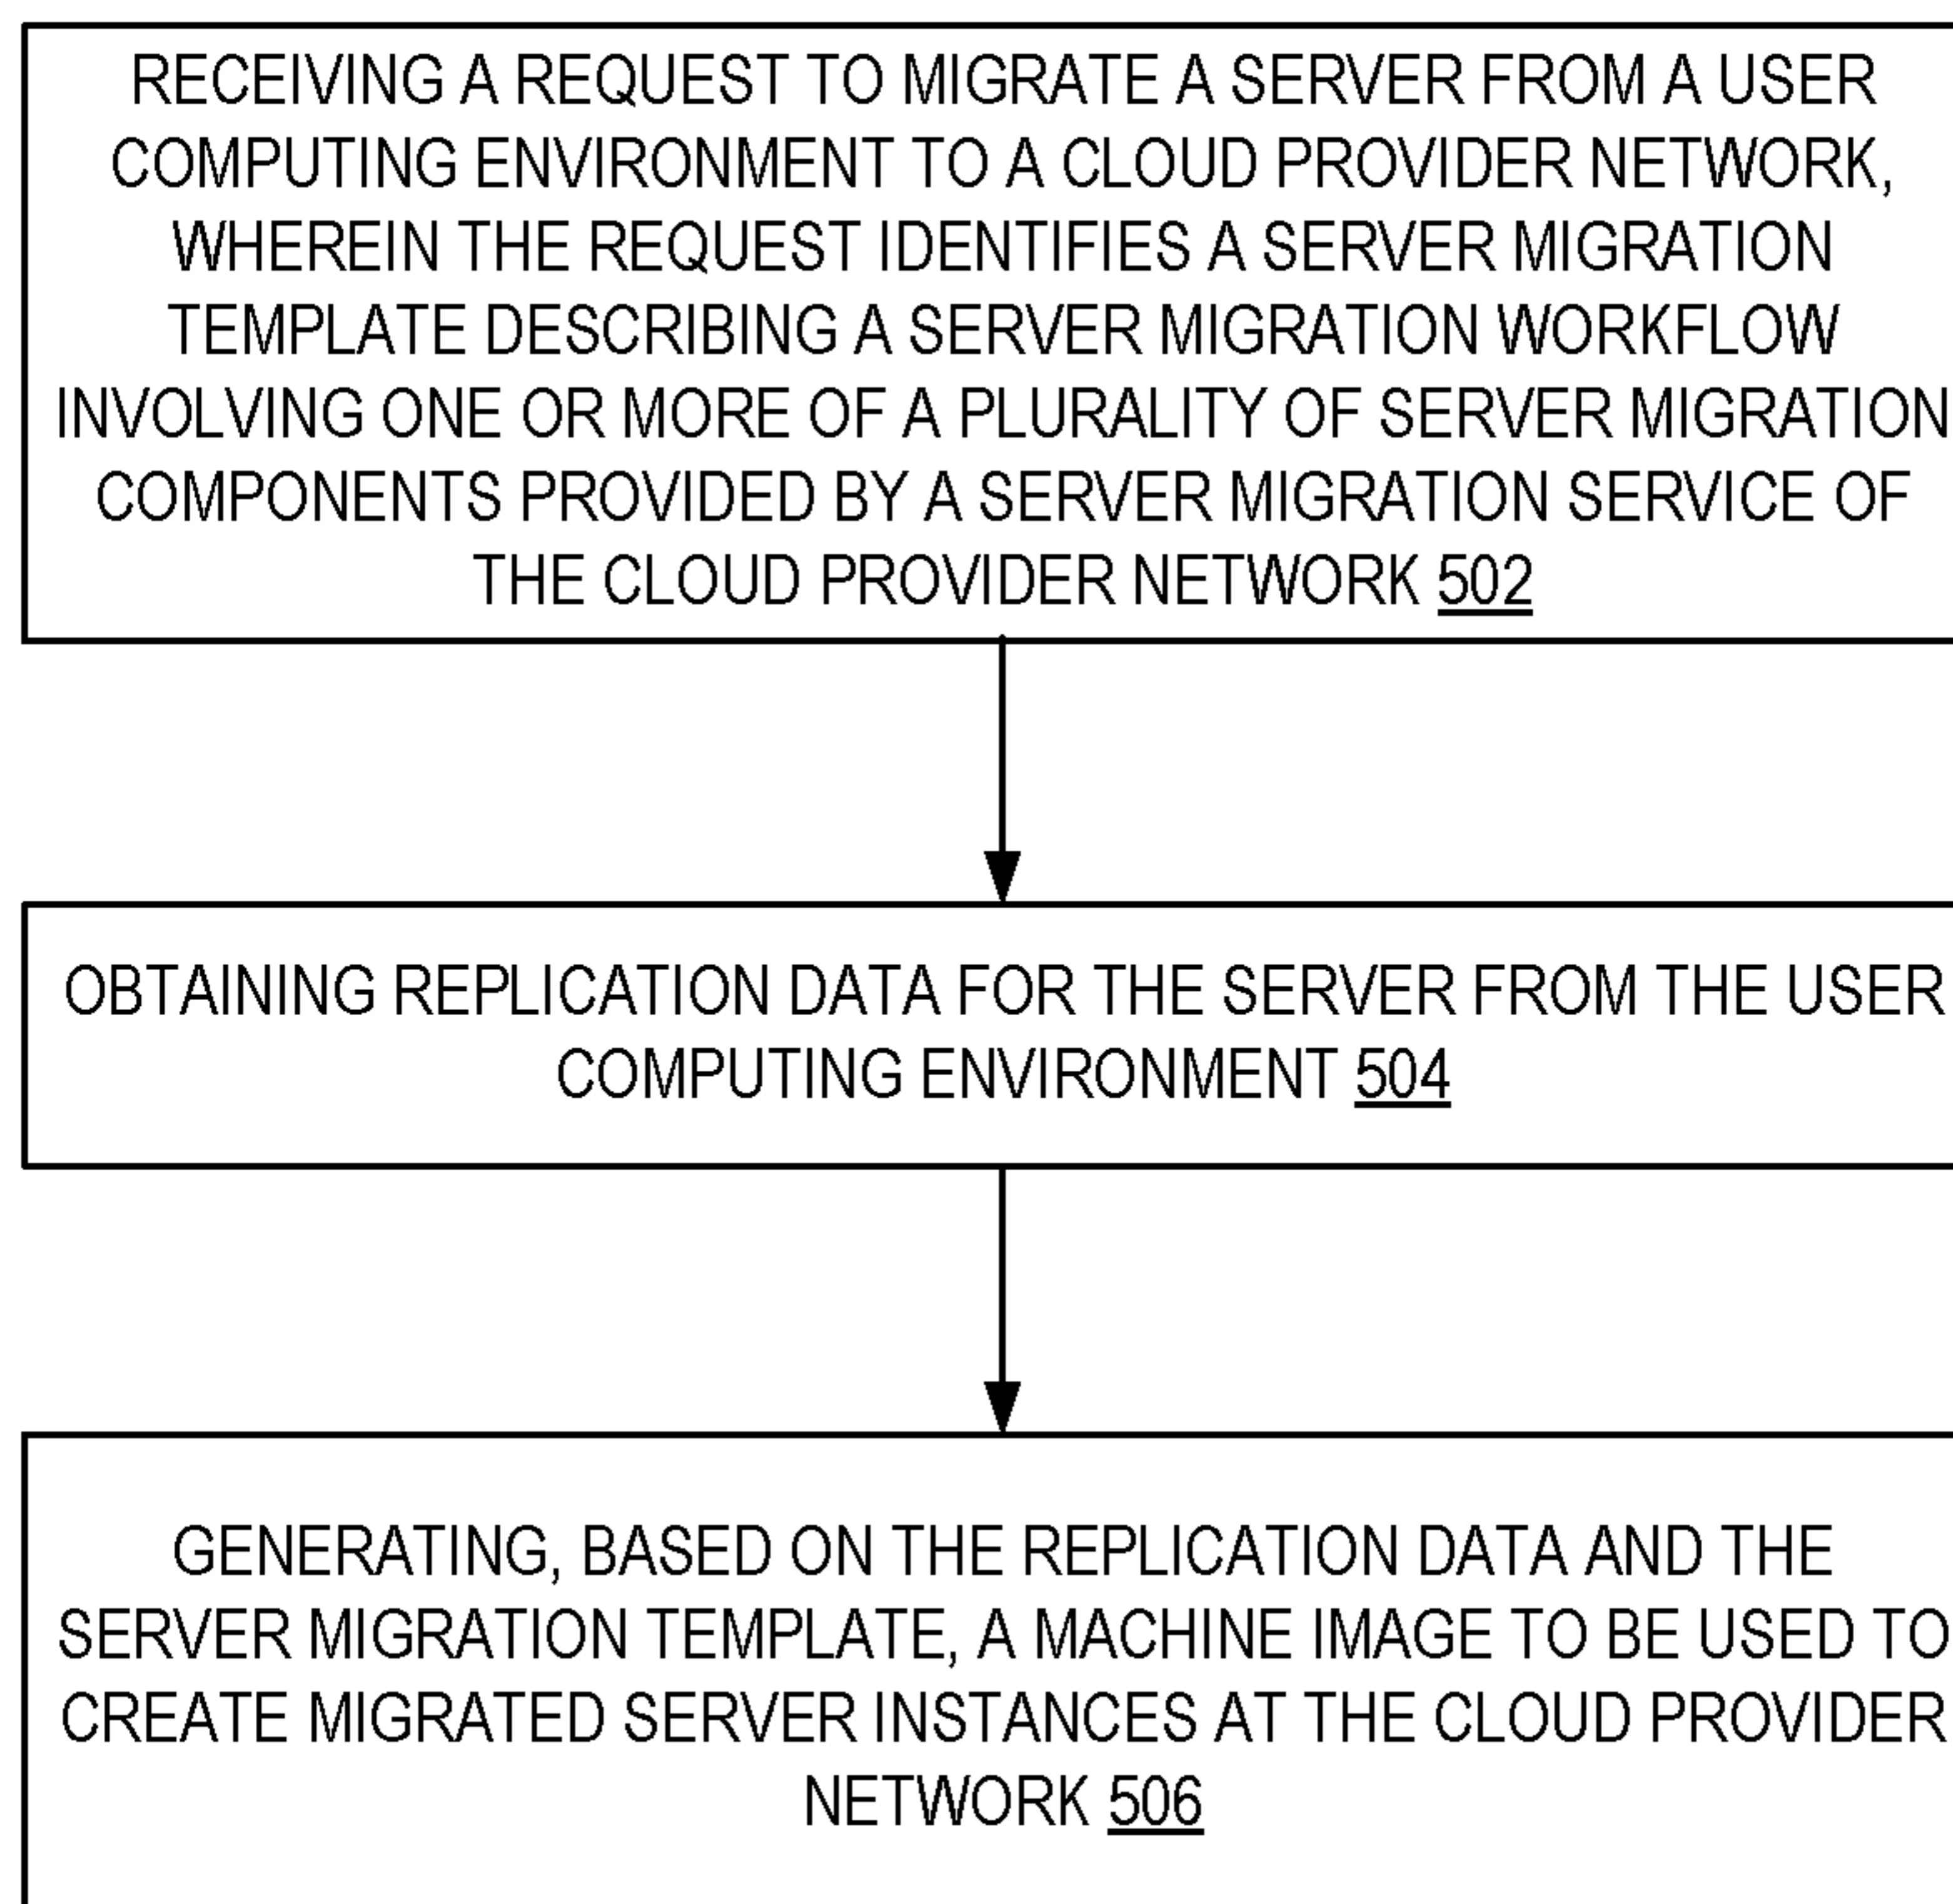 RECEIVING A REQUEST TO MIGRATE A SERVER FROM A USER
COMPUTING ENVIRONMENT TO A CLOUD PROVIDER NETWORK,
WHEREIN THE REQUEST IDENTIFIES A SERVER MIGRATION
TEMPLATE DESCRIBING A SERVER MIGRATION WORKFLOW
INVOLVING ONE OR MORE OF A PLURALITY OF SERVER MIGRATION
COMPONENTS PROVIDED BY A SERVER MIGRATION SERVICE OF
THE CLOUD PROVIDER NETWORK 502
OBTAINING REPLICATION DATA FOR THE SERVER FROM THE USER
COMPUTING ENVIRONMENT 504
GENERATING, BASED ON THE REPLICATION DATA AND THE
SERVER MIGRATION TEMPLATE, A MACHINE IMAGE TO BE USED TO
CREATE MIGRATED SERVER INSTANCES AT THE CLOUD PROVIDER
NETWORK 506